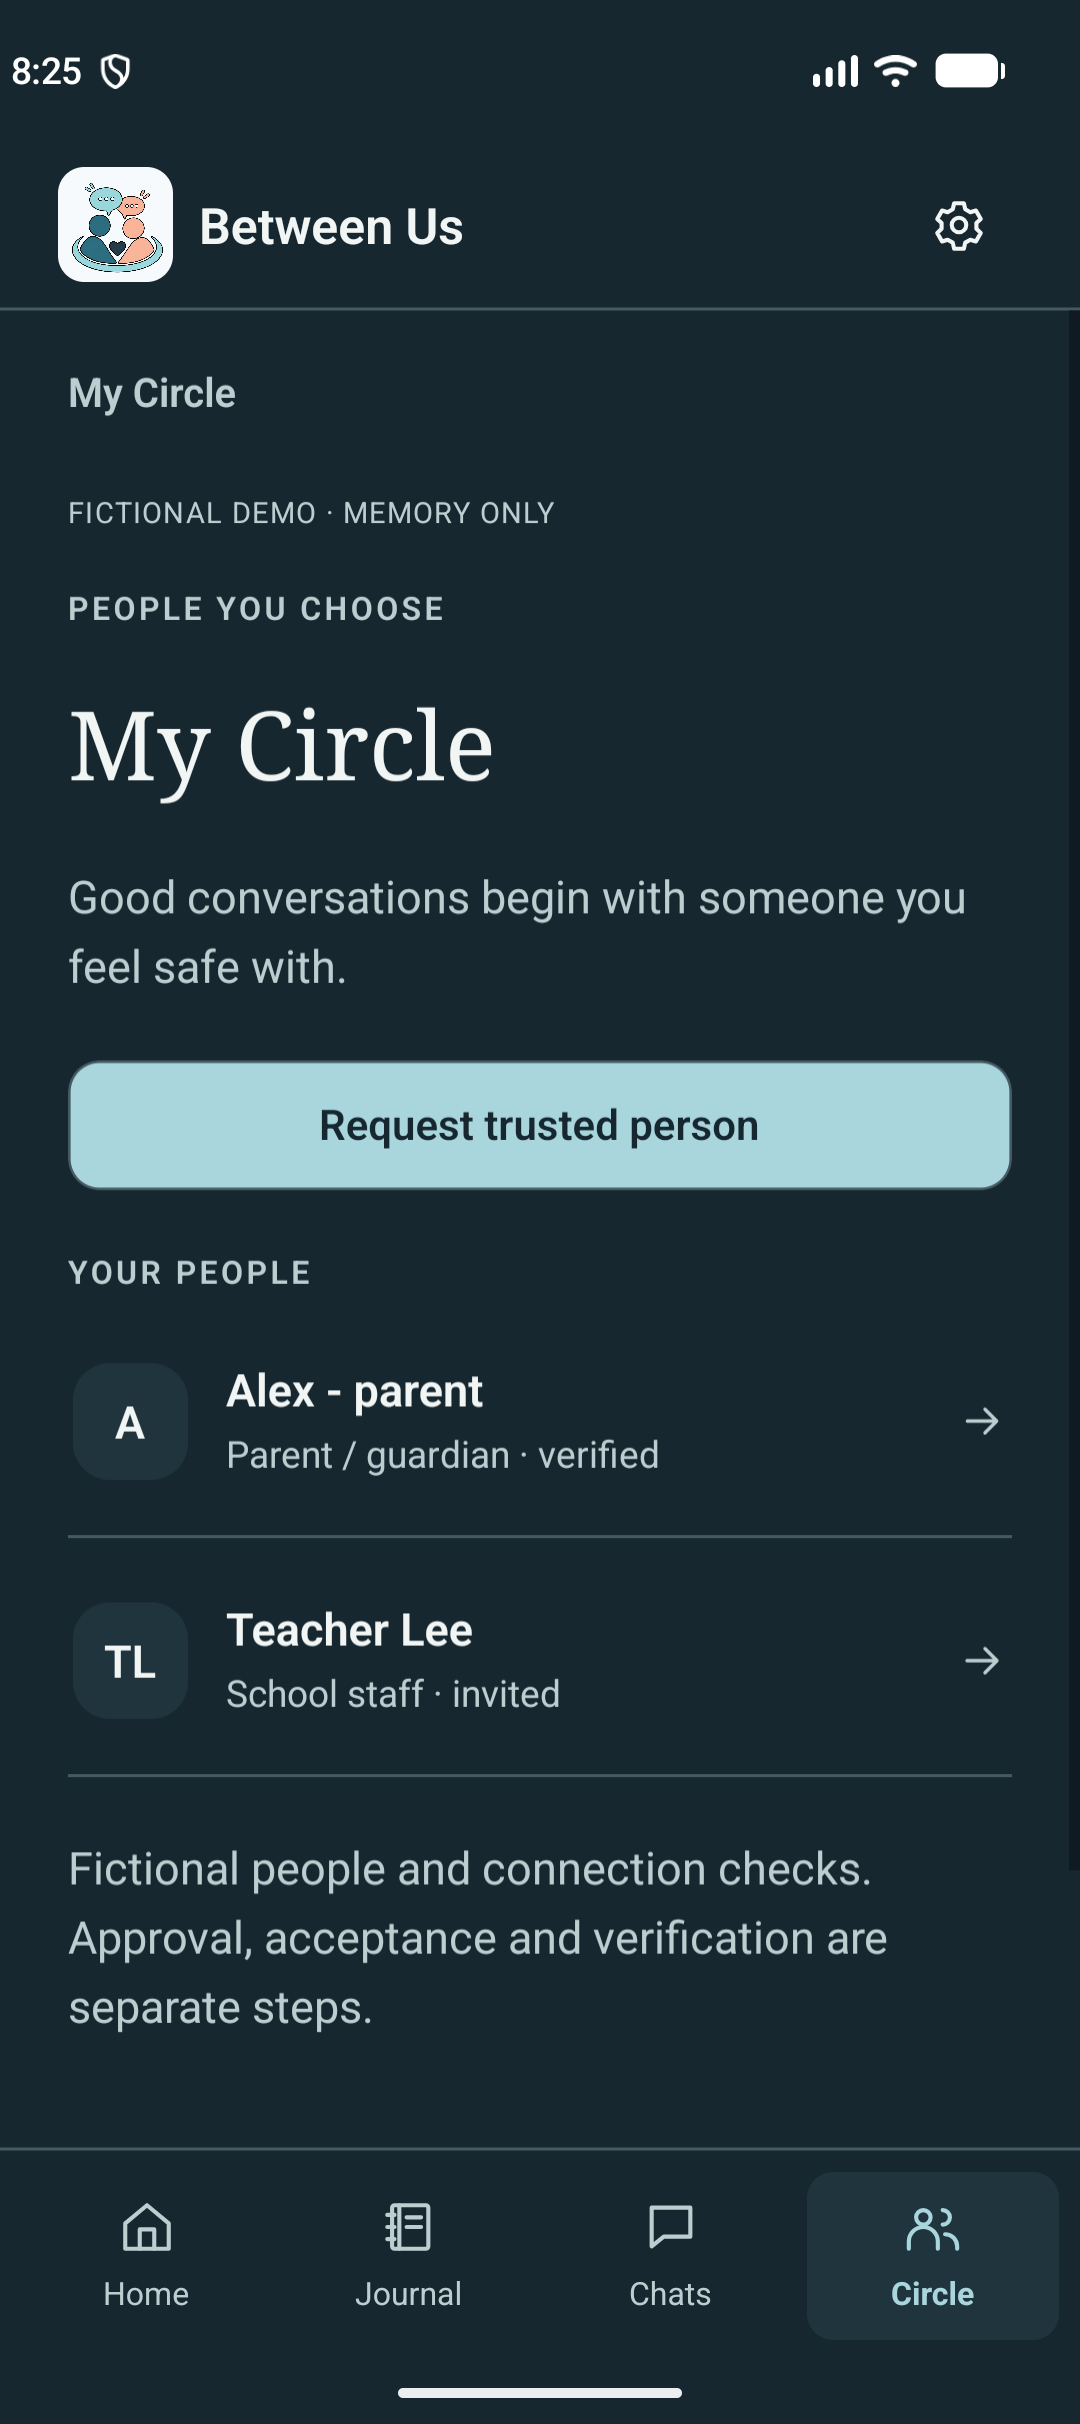 8:25
Between Us
My Circle
FICTIONAL DEMO · MEMORY ONLY
PEOPLE YOU CHOOSE
My Circle
Good conversations begin with someone you
feel safe with.
Request trusted person
YOUR PEOPLE
A
Alex - parent
Parent / guardian · verified
TL
Teacher Lee
School staff · invited
Fictional people and connection checks.
Approval, acceptance and verification are
separate steps.
Home
Journal
Chats
Circle